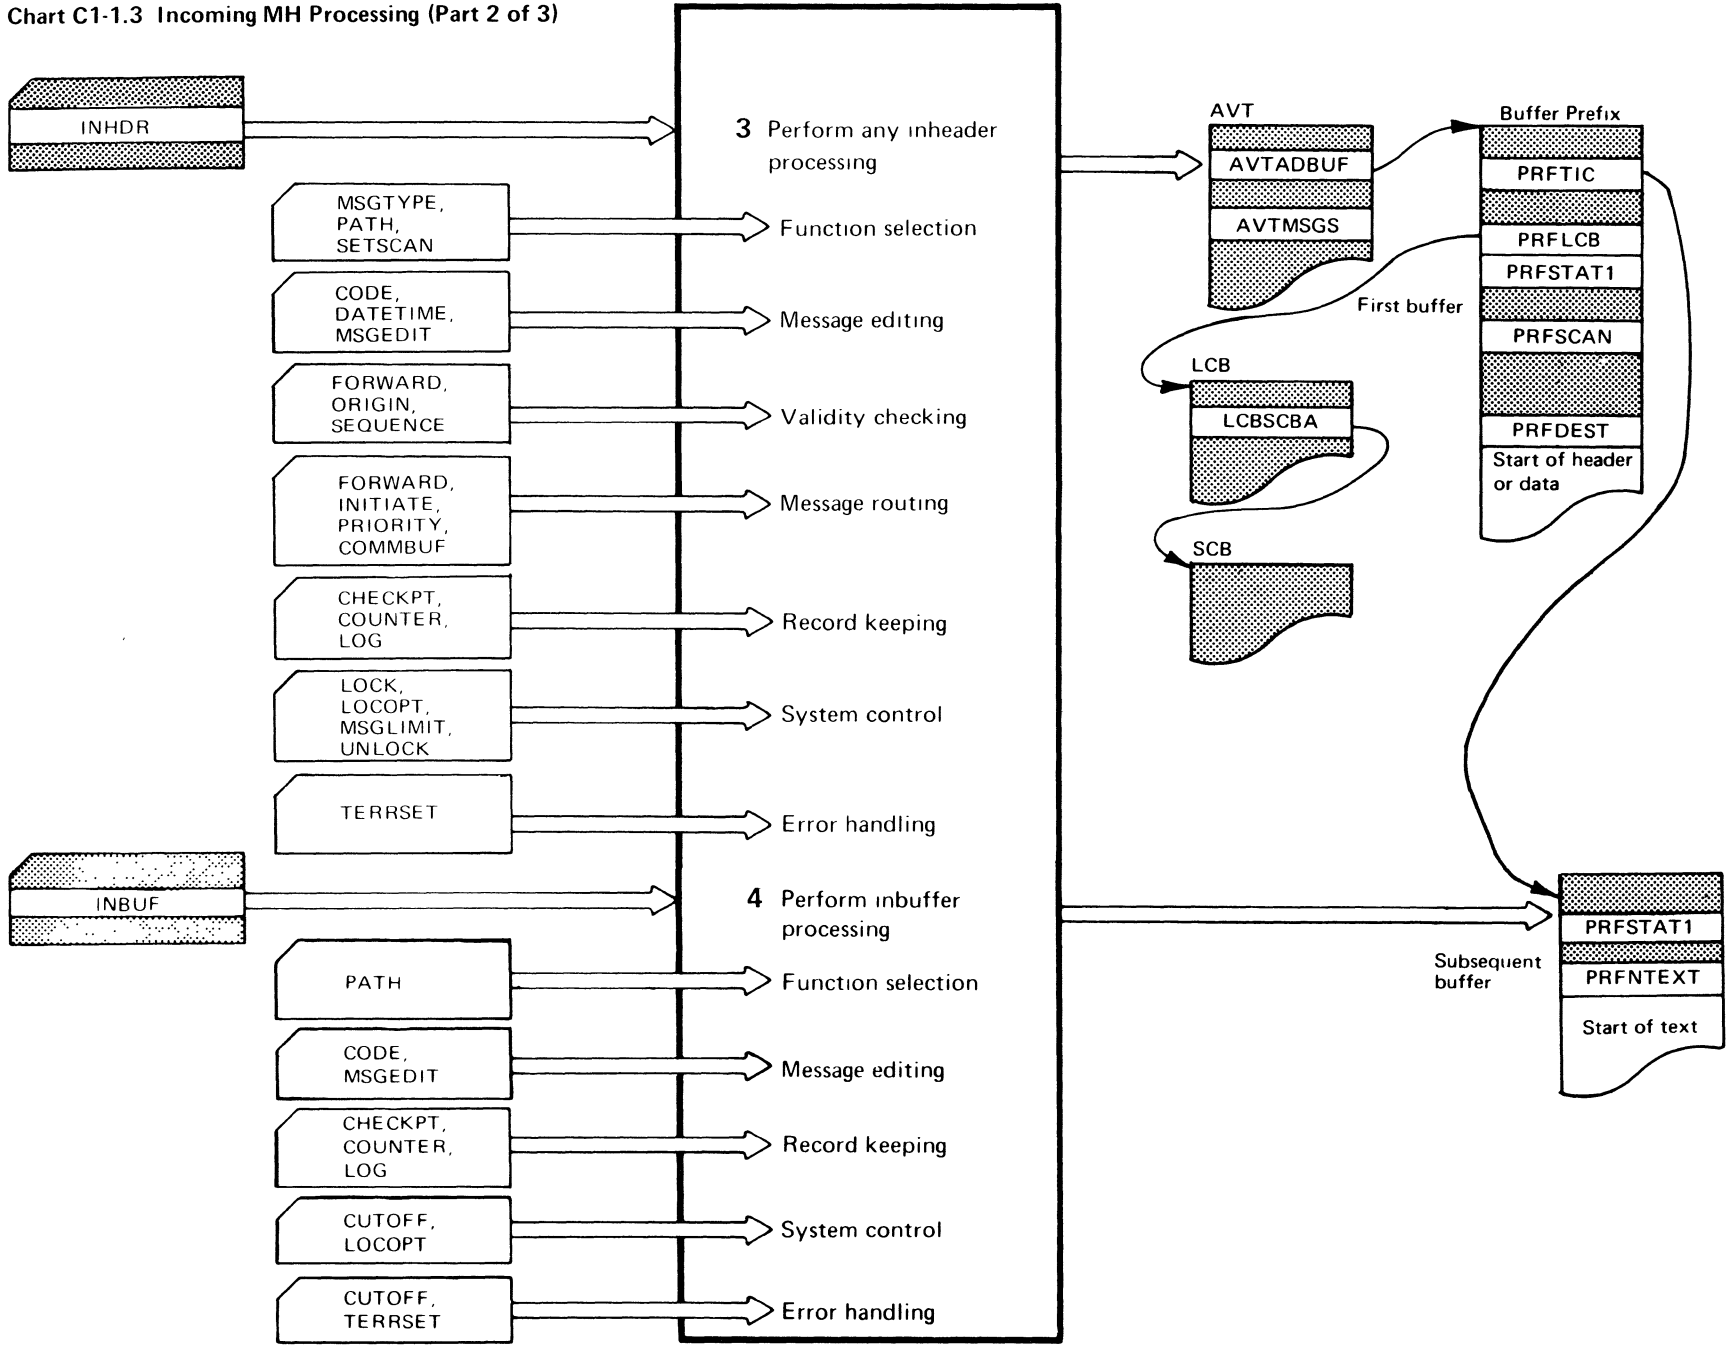 Chart C1-1.3 Incoming MH Processing (Part 2 of 3)
INHDR
3 Perform any inheader
processing
MSGTYPE,
PATH,
SETSCAN
Function selection
CODE,
DATETIME,
MSGEDIT
Message editing
FORWARD,
ORIGIN,
SEQUENCE
Validity checking
FORWARD,
INITIATE,
PRIORITY,
COMMBUF
Message routing
CHECKPT,
COUNTER,
LOG
Record keeping
LOCK,
LOCOPT,
MSGLIMIT,
UNLOCK
System control
TERRSET
Error handling
INBUF
4 Perform inbuffer
processing
PATH
Function selection
CODE,
MSGEDIT
Message editing
CHECKPT,
COUNTER,
LOG
Record keeping
CUTOFF,
LOCOPT
System control
CUTOFF,
TERRSET
Error handling
AVT
AVTADBUF
AVTMSGS
Buffer Prefix
PRFTIC
PRFLCB
PRFSTAT1
PRFSCAN
PRFDEST
Start of header
or data
First buffer
LCB
LCBSCBA
SCB
Subsequent
buffer
PRFSTAT1
PRFNTEXT
Start of text